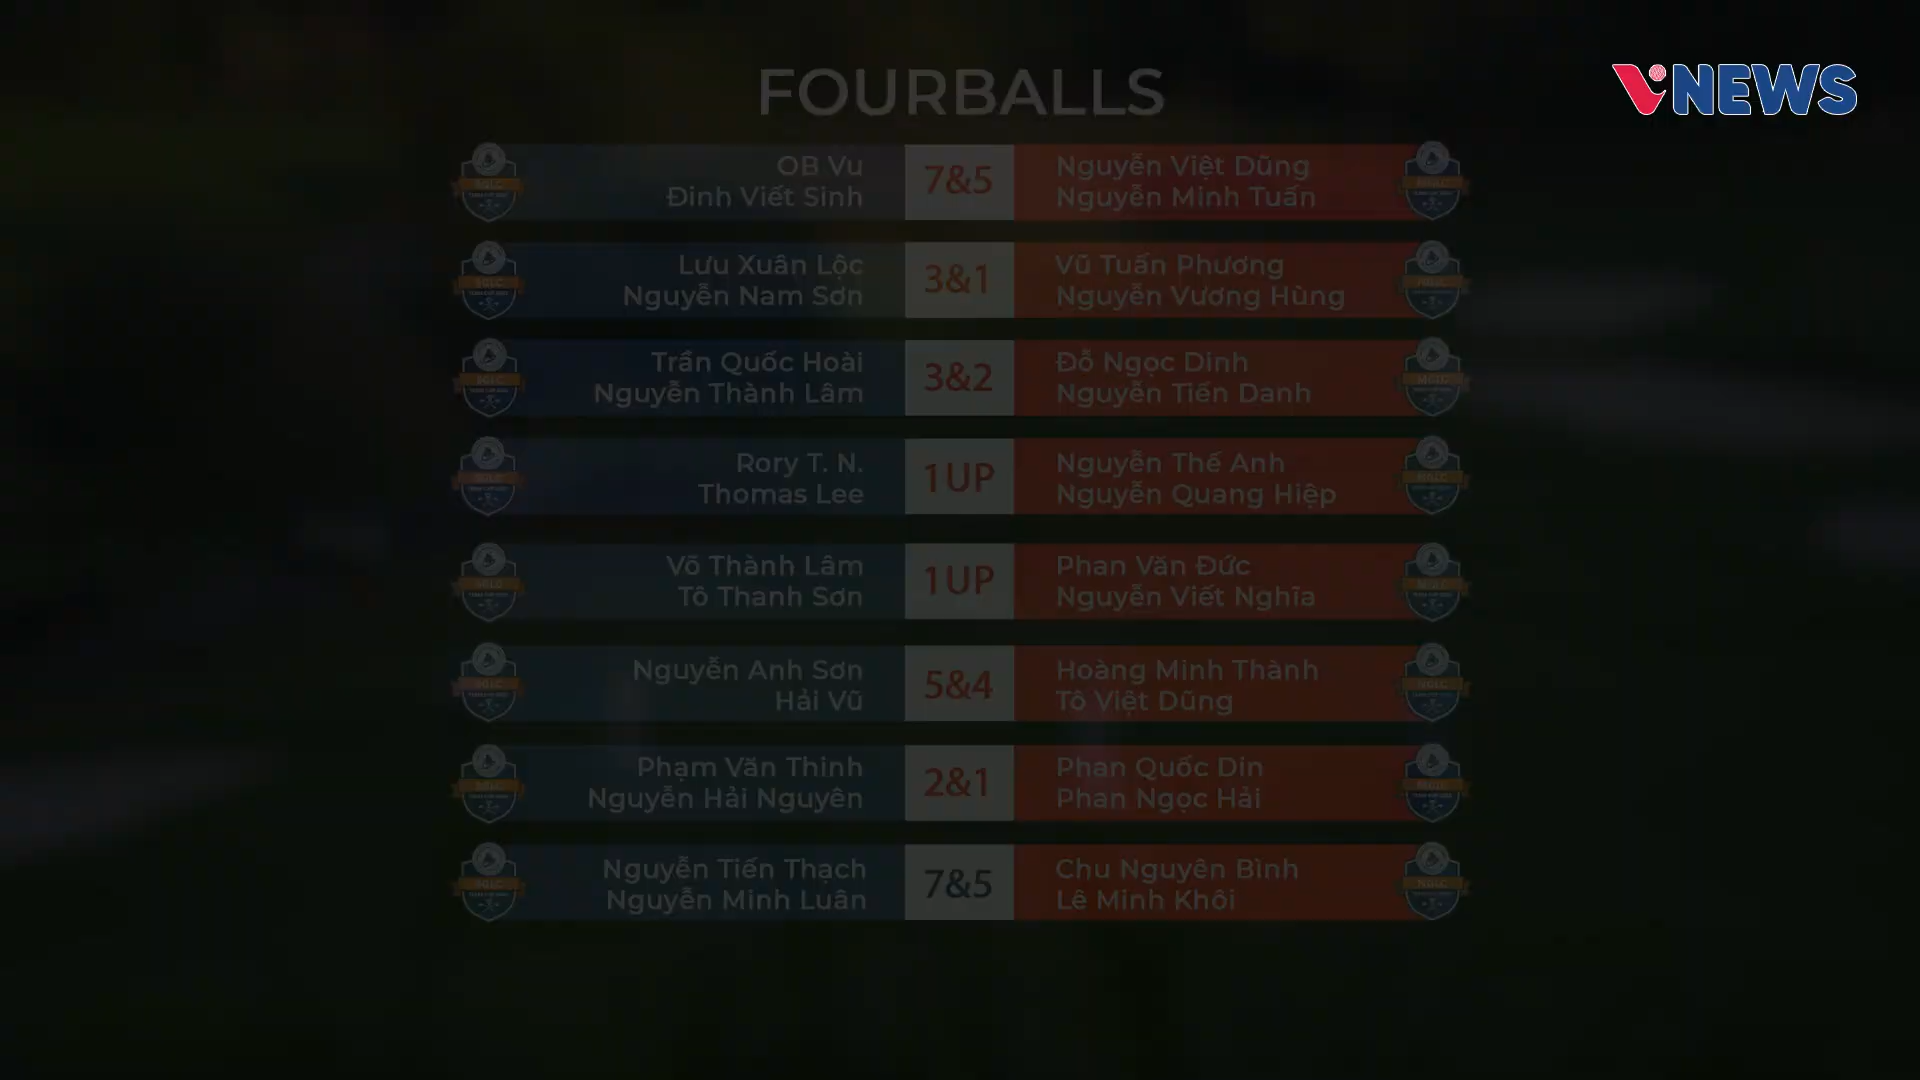 VNEWS
FOURBALLS
OB Vu
Đinh Viết Sinh
7&5
Nguyễn Việt Dũng
Nguyễn Minh Tuấn
Lưu Xuân Lộc
Nguyễn Nam Sơn
3&1
Vũ Tuấn Phương
Nguyễn Vương Hùng
Trần Quốc Hoài
Nguyễn Thành Lâm
3&2
Đỗ Ngọc Dinh
Nguyễn Tiến Danh
Rory T. N.
Thomas Lee
1UP
Nguyễn Thế Anh
Nguyễn Quang Hiệp
Võ Thành Lâm
Tô Thanh Sơn
1UP
Phan Văn Đức
Nguyễn Viết Nghĩa
Nguyễn Anh Sơn
Hải Vũ
5&4
Hoàng Minh Thành
Tô Việt Dũng
Phạm Văn Thinh
Nguyễn Hải Nguyên
2&1
Phan Quốc Din
Phan Ngọc Hải
Nguyễn Tiến Thạch
Nguyễn Minh Luân
7&5
Chu Nguyên Bình
Lê Minh Khôi